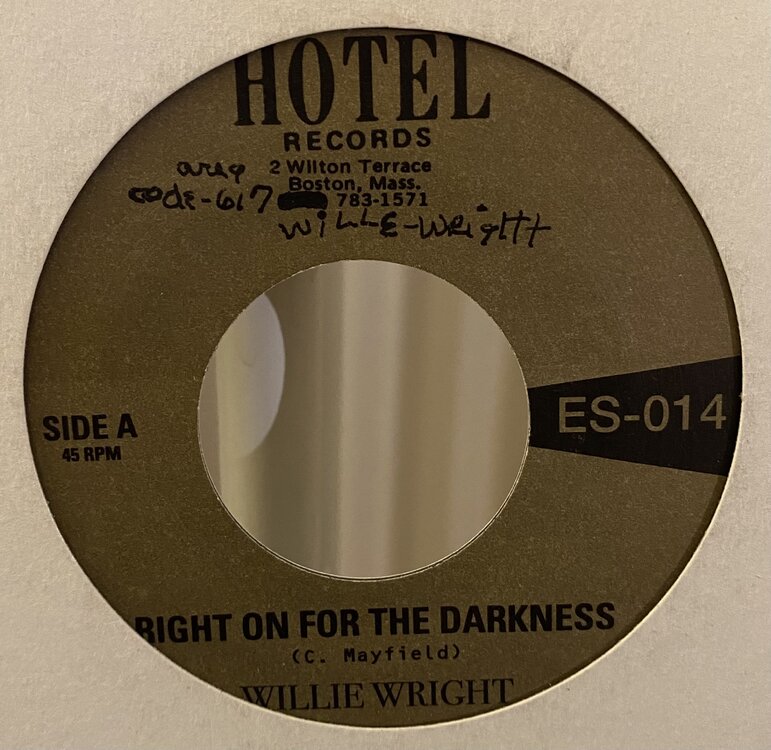 HOTEL
RECORDS
area 2 Wilton Terrace
Boston, Mass.
code-617 783-1571
WiLLE-WRigHt
SIDE A
45 RPM
ES-014
RIGHT ON FOR THE DARKNESS
(C. Mayfield)
WILLIE WRIGHT